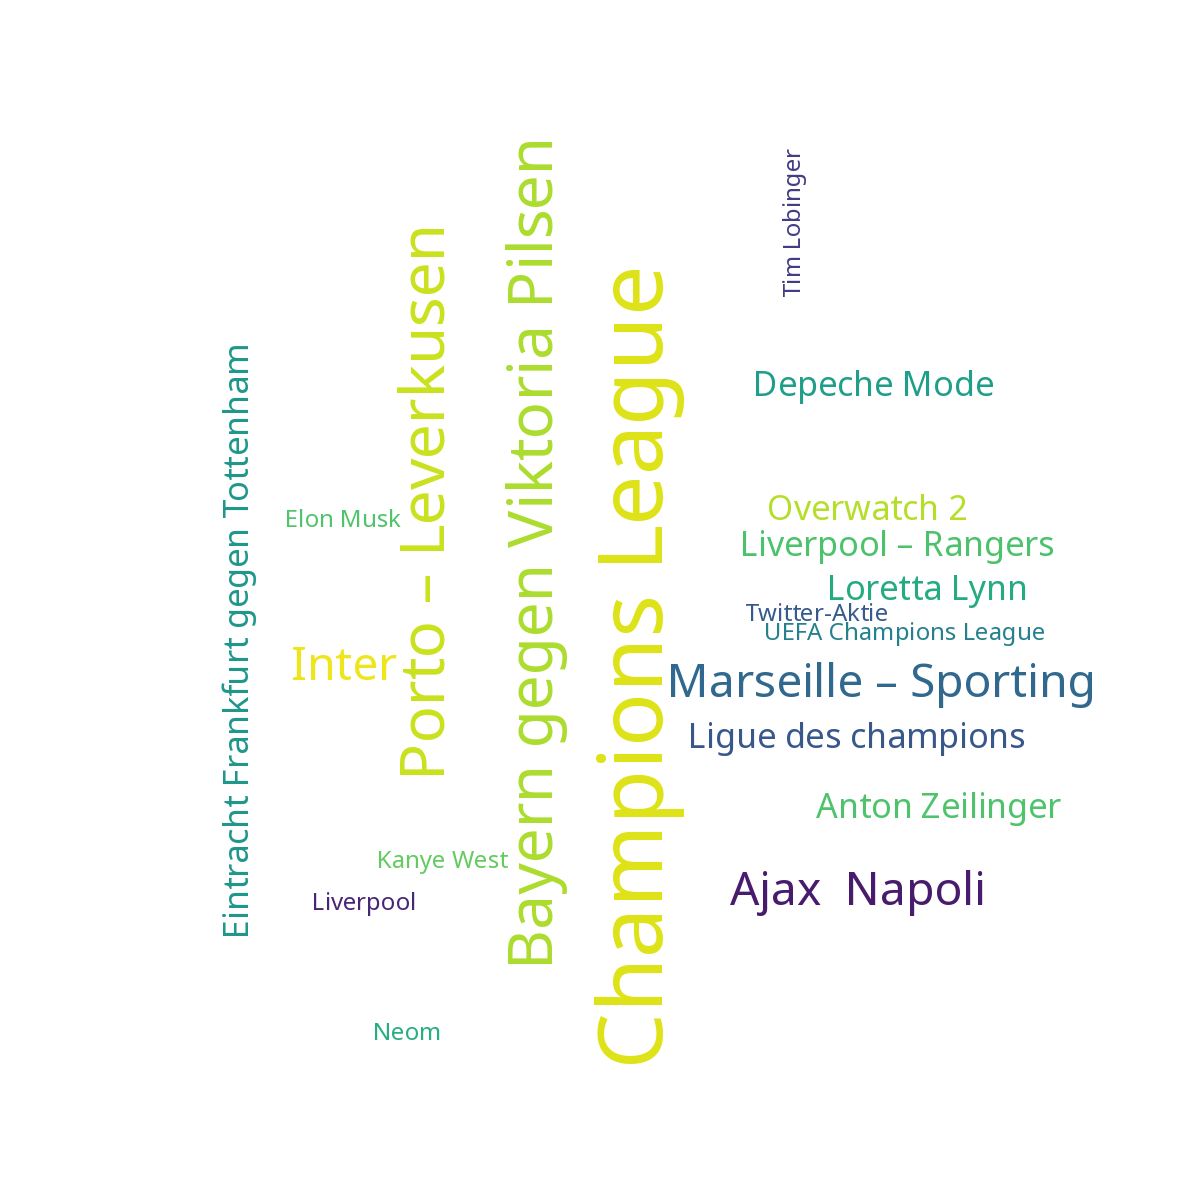 Eintracht Frankfurt gegen Tottenham
Elon Musk
Inter
Porto – Leverkusen
Kanye West
Liverpool
Neom
Bayern gegen Viktoria Pilsen
Champions League
Tim Lobinger
Depeche Mode
Overwatch 2
Liverpool – Rangers
Loretta Lynn
Twitter-Aktie
UEFA Champions League
Marseille – Sporting
Ligue des champions
Anton Zeilinger
Ajax  Napoli